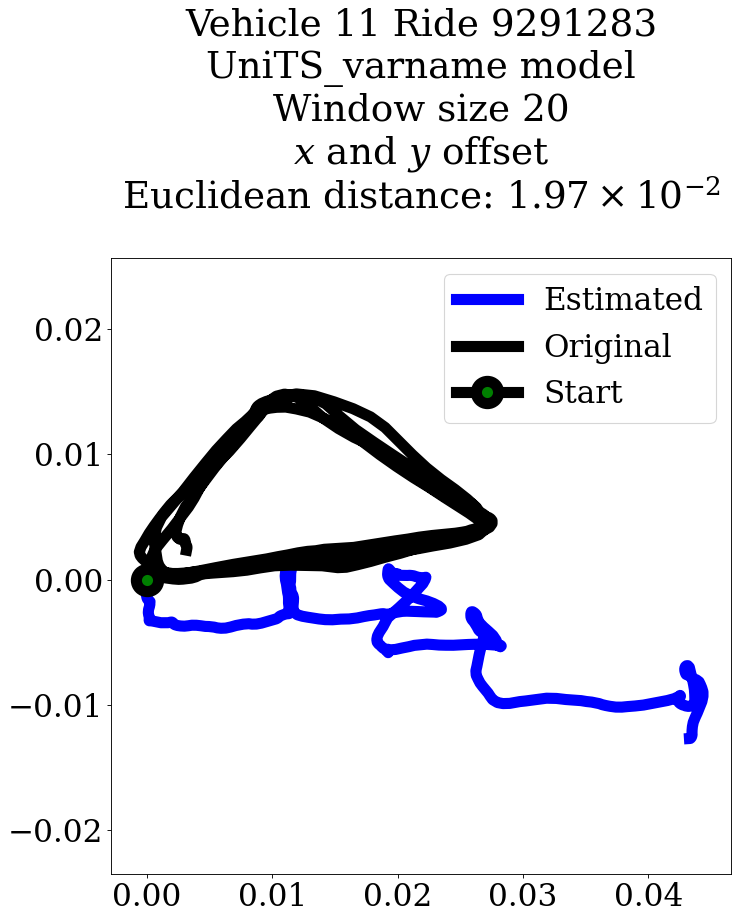 Vehicle 11 Ride 9291283
UniTS_varname model
Window size 20
x and y offset
Euclidean distance: 1.97 × 10⁻²
Estimated
Original
Start
0.02
0.01
0.00
−0.01
−0.02
0.00 0.01 0.02 0.03 0.04